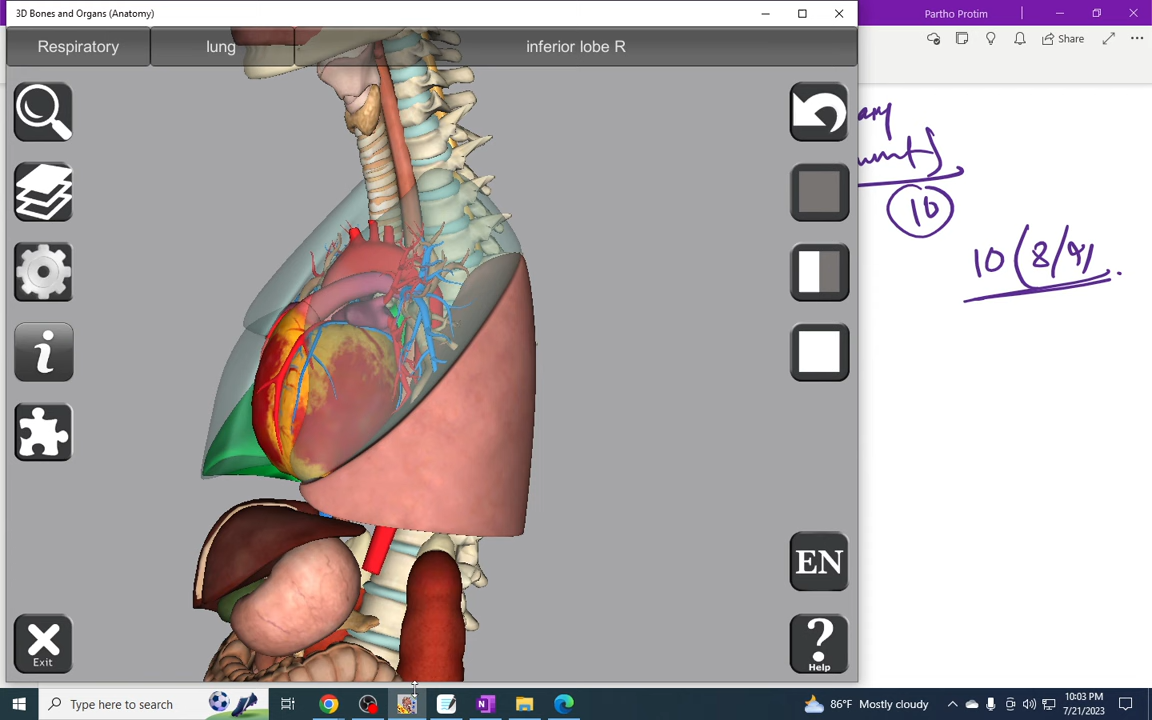 3D Bones and Organs (Anatomy)
Partho Protim
Respiratory lung inferior lobe R
Share
10
10 (8/9)
EN
Exit
Help
Type here to search
86°F Mostly cloudy
10:03 PM
7/21/2023